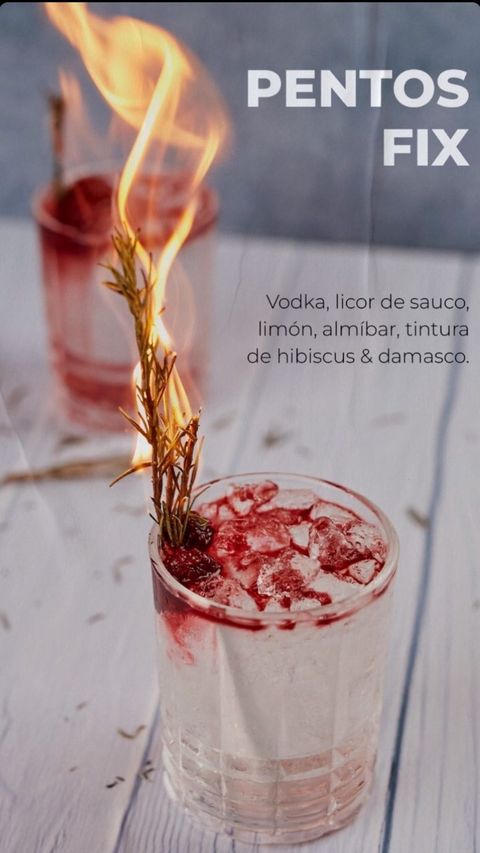 PENTOS
FIX
Vodka, licor de sauco,
limón, almíbar, tintura
de hibiscus & damasco.